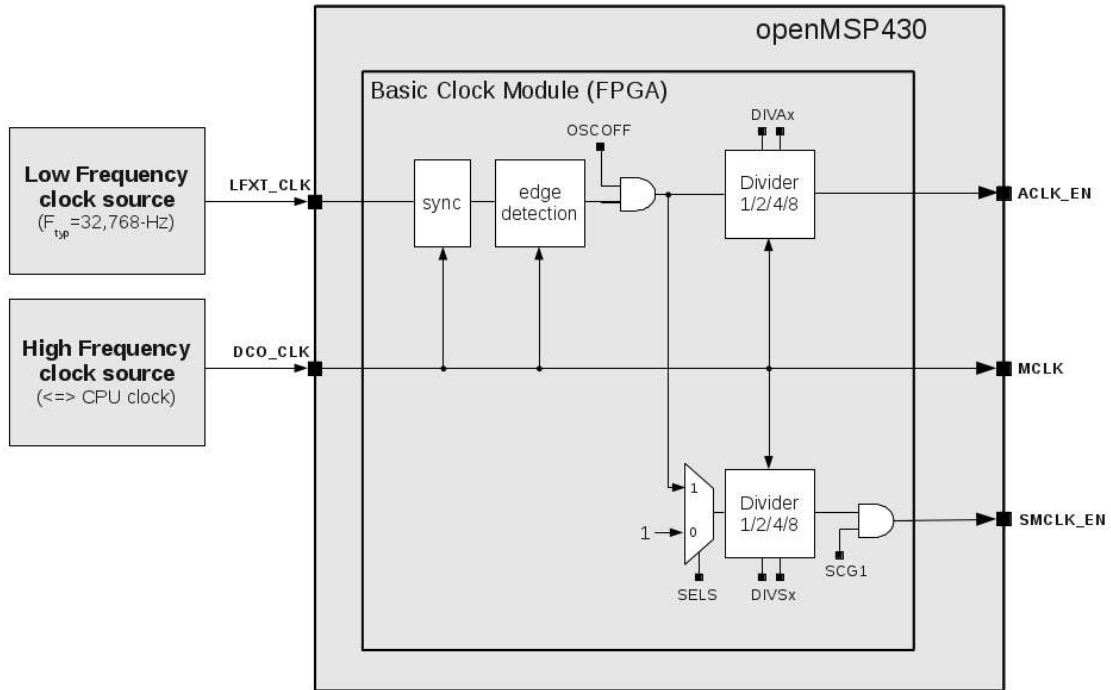 openMSP430
Basic Clock Module (FPGA)
Low Frequency
clock source
(Ftyp=32,768-Hz)
LFXT_CLK
sync
edge
detection
OSCOFF
DIVAx
Divider
1/2/4/8
ACLK_EN
High Frequency
clock source
(<=> CPU clock)
DCO_CLK
MCLK
1
1
0
SELS
Divider
1/2/4/8
DIVSx
SCG1
SMCLK_EN